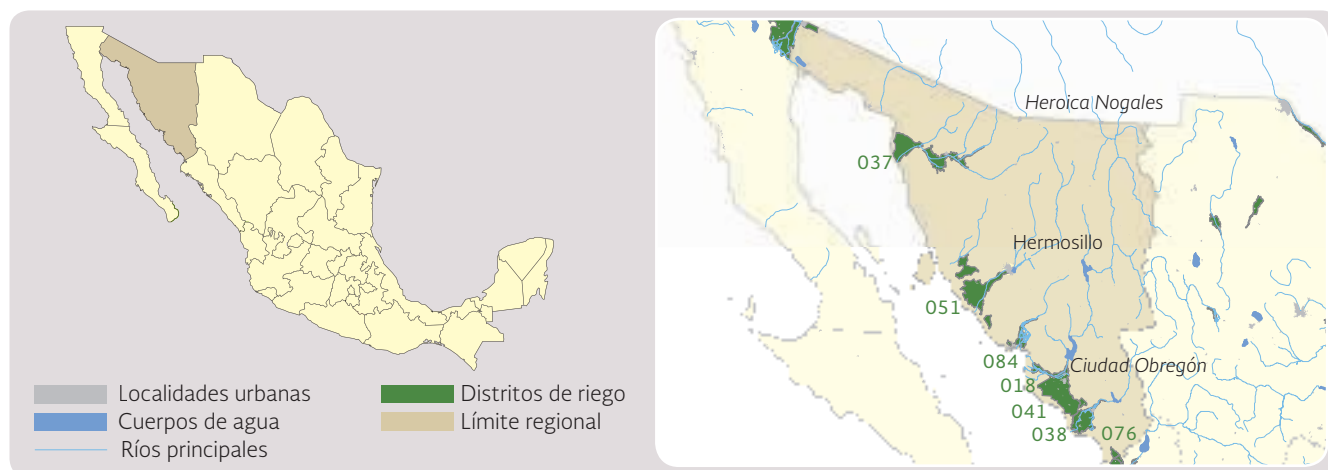 Heroica Nogales
037
Hermosillo
051
084
Ciudad Obregón
018
041
038
076
Localidades urbanas
Distritos de riego
Cuerpos de agua
Límite regional
Ríos principales